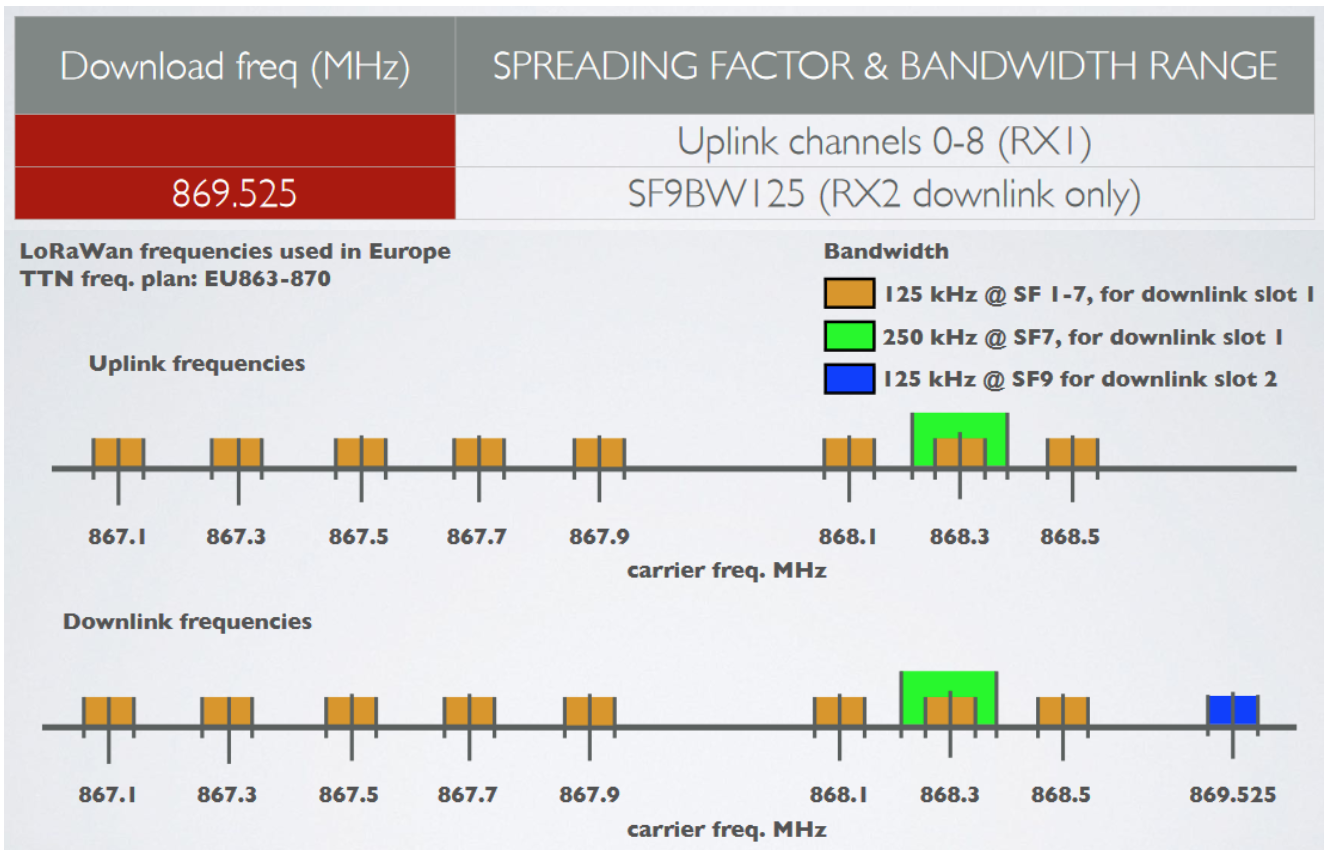 Download freq (MHz) SPREADING FACTOR & BANDWIDTH RANGE
Uplink channels 0-8 (RX1)
869.525 SF9BW125 (RX2 downlink only)
LoRaWan frequencies used in Europe
TTN freq. plan: EU863-870
Bandwidth
125 kHz @ SF 1-7, for downlink slot 1
250 kHz @ SF7, for downlink slot 1
125 kHz @ SF9 for downlink slot 2
Uplink frequencies
867.1 867.3 867.5 867.7 867.9 868.1 868.3 868.5
carrier freq. MHz
Downlink frequencies
867.1 867.3 867.5 867.7 867.9 868.1 868.3 868.5 869.525
carrier freq. MHz